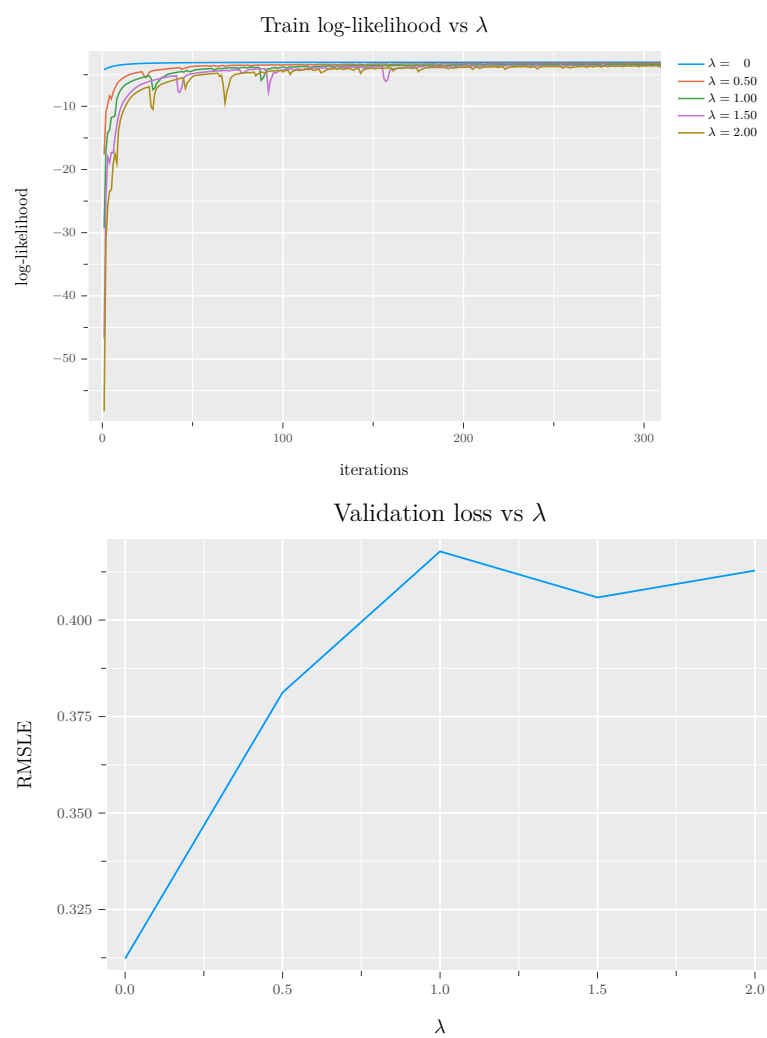 Train log-likelihood vs λ
λ = 0
λ = 0.50
λ = 1.00
λ = 1.50
λ = 2.00
−10
−20
−30
−40
−50
log-likelihood
0 100 200 300
iterations
Validation loss vs λ
0.400
0.375
0.350
0.325
RMSLE
0.0 0.5 1.0 1.5 2.0
λ